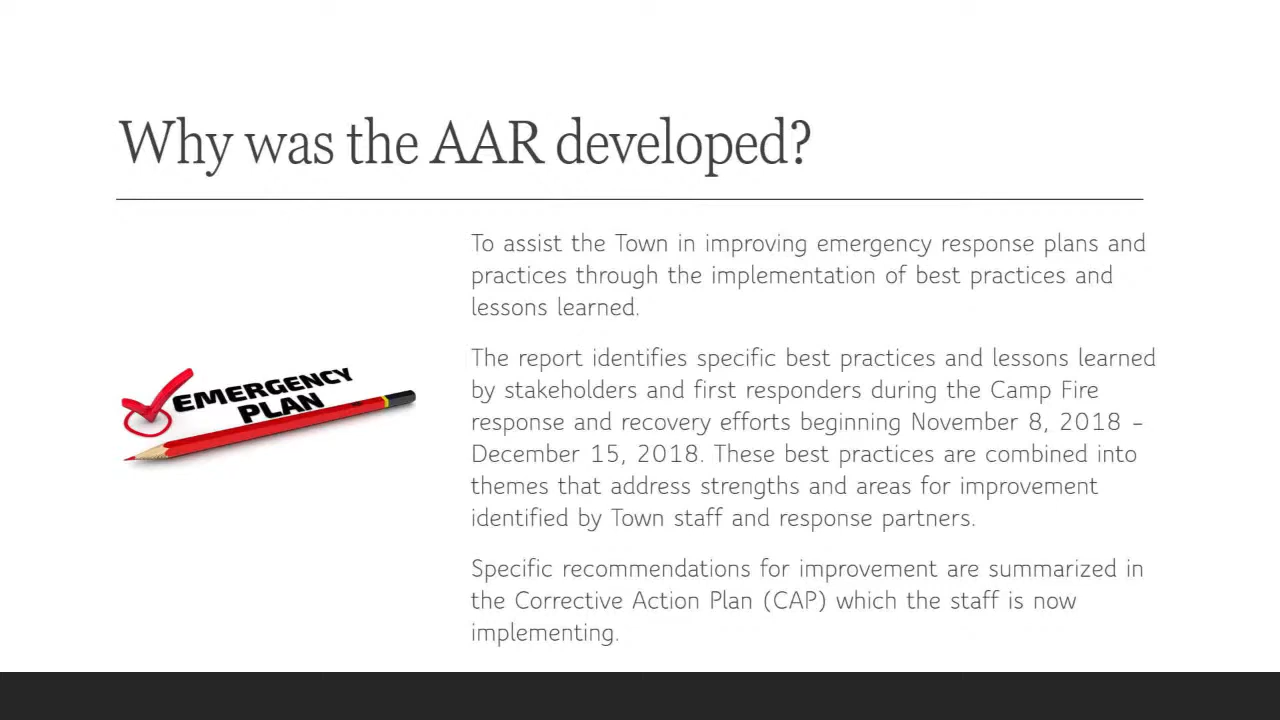 Why was the AAR developed?
To assist the Town in improving emergency response plans and
practices through the implementation of best practices and
lessons learned.
EMERGENCY
PLAN
The report identifies specific best practices and lessons learned
by stakeholders and first responders during the Camp Fire
response and recovery efforts beginning November 8, 2018 –
December 15, 2018. These best practices are combined into
themes that address strengths and areas for improvement
identified by Town staff and response partners.
Specific recommendations for improvement are summarized in
the Corrective Action Plan (CAP) which the staff is now
implementing.